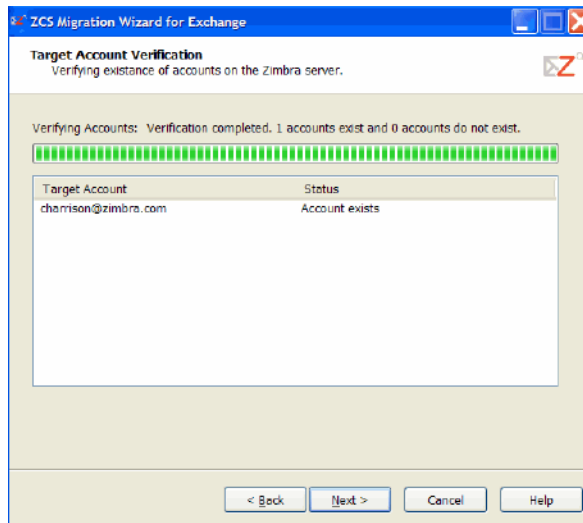 ZCS Migration Wizard for Exchange
Target Account Verification
Verifying existance of accounts on the Zimbra server.
Z
Verifying Accounts: Verification completed. 1 accounts exist and 0 accounts do not exist.
Target Account Status
charrison@zimbra.com Account exists
< Back Next > Cancel Help